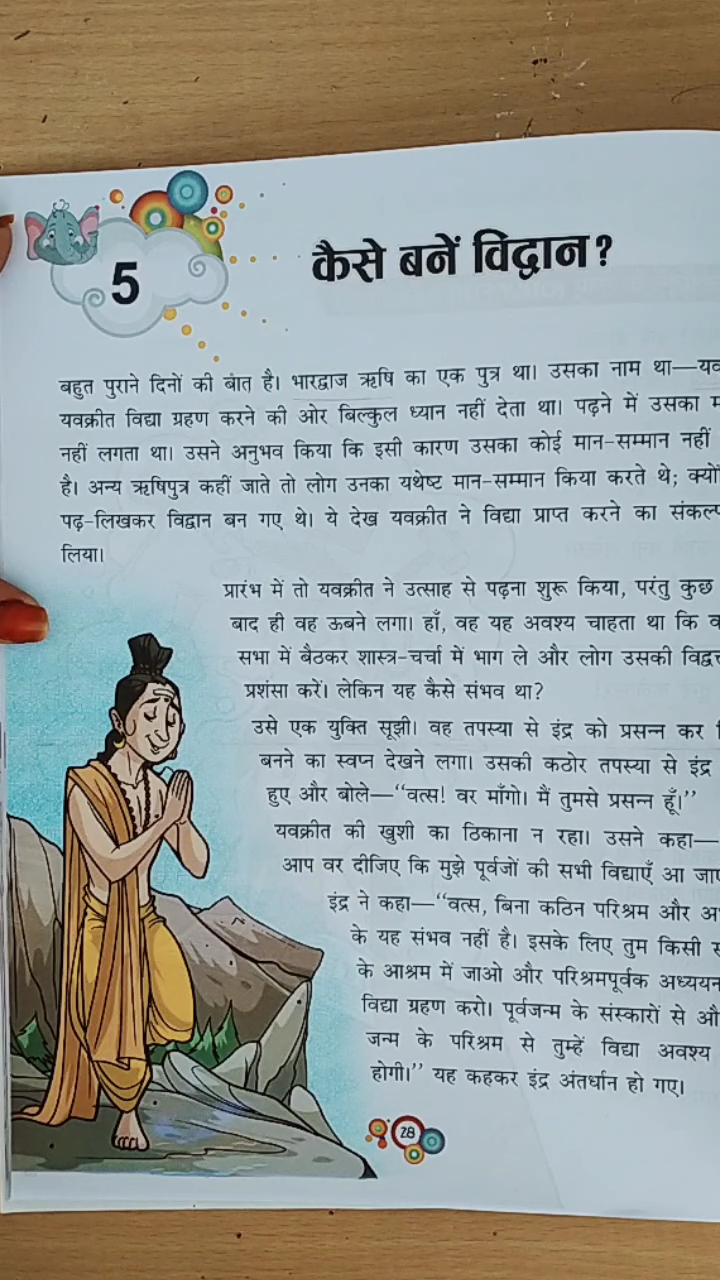 5
कैसे बनें विद्वान?
बहुत पुराने दिनों की बात है। भारद्वाज ऋषि का एक पुत्र था। उसका नाम था—यव
यवक्रीत विद्या ग्रहण करने की ओर बिल्कुल ध्यान नहीं देता था। पढ़ने में उसका
नहीं लगता था। उसने अनुभव किया कि इसी कारण उसका कोई मान-सम्मान नहीं
है। अन्य ऋषिपुत्र कहीं जाते तो लोग उनका यथेष्ट मान-सम्मान किया करते थे;
पढ़-लिखकर विद्वान बन गए थे। ये देख यवक्रीत ने विद्या प्राप्त करने का संकल्प
लिया।
प्रारंभ में तो यवक्रीत ने उत्साह से पढ़ना शुरू किया, परंतु कुछ
बाद ही वह ऊबने लगा। हाँ, वह यह अवश्य चाहता था कि
सभा में बैठकर शास्त्र-चर्चा में भाग ले और लोग उसकी
प्रशंसा करें। लेकिन यह कैसे संभव था?
उसे एक युक्ति सूझी। वह तपस्या से इंद्र को प्रसन्न कर
बनने का स्वप्न देखने लगा। उसकी कठोर तपस्या से इंद्र
हुए और बोले—“वत्स! वर माँगो। मैं तुमसे प्रसन्न हूँ।”
यवक्रीत की खुशी का ठिकाना न रहा। उसने कहा—
आप वर दीजिए कि मुझे पूर्वजों की सभी विद्याएँ आ
इंद्र ने कहा—“वत्स, बिना कठिन परिश्रम और
के यह संभव नहीं है। इसके लिए तुम किसी
के आश्रम में जाओ और परिश्रमपूर्वक अध्ययन
विद्या ग्रहण करो। पूर्वजन्म के संस्कारों से
जन्म के परिश्रम से तुम्हें विद्या अवश्य
होगी।” यह कहकर इंद्र अंतर्धान हो गए।
28